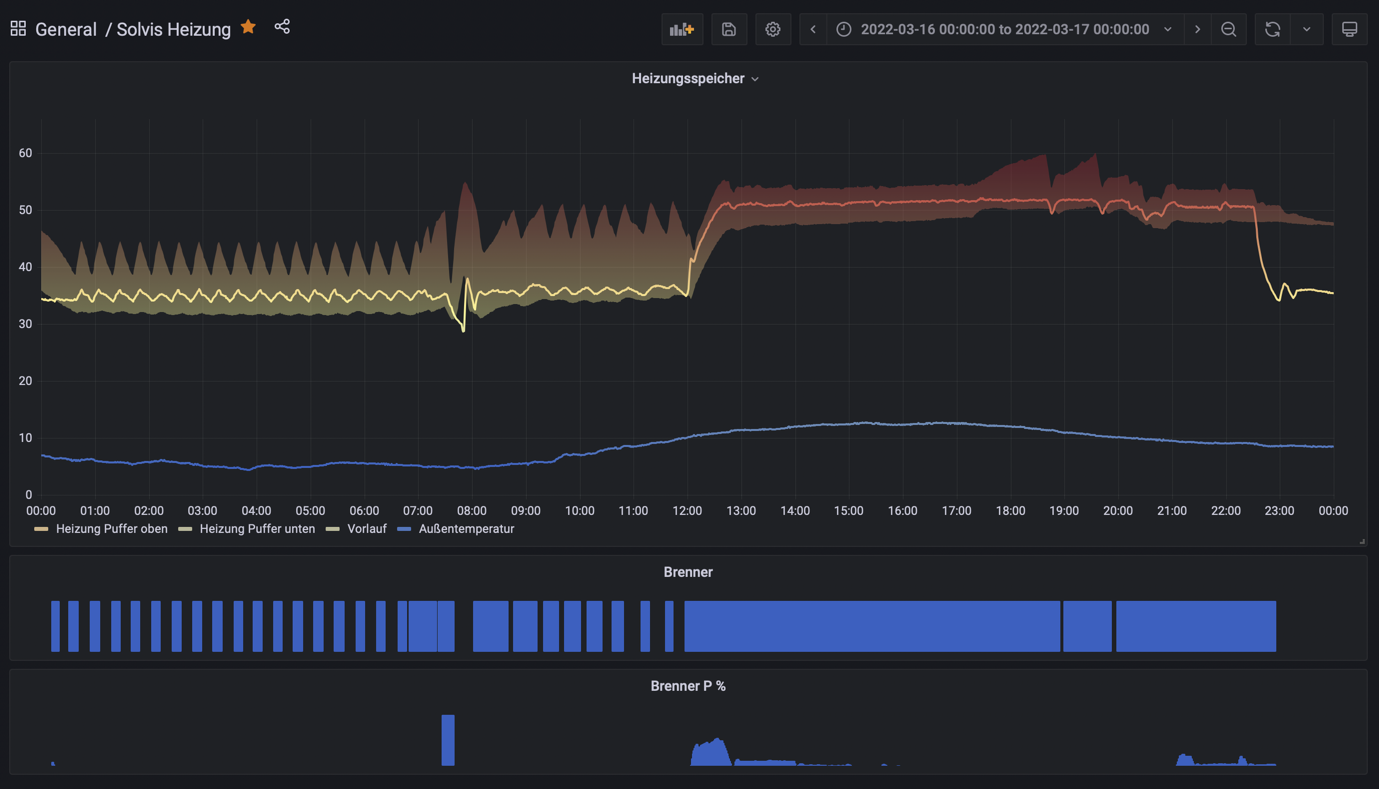 General / Solvis Heizung
2022-03-16 00:00:00 to 2022-03-17 00:00:00
Heizungsspeicher
60
50
40
30
20
10
0
00:00 01:00 02:00 03:00 04:00 05:00 06:00 07:00 08:00 09:00 10:00 11:00 12:00 13:00 14:00 15:00 16:00 17:00 18:00 19:00 20:00 21:00 22:00 23:00 00:00
Heizung Puffer oben Heizung Puffer unten Vorlauf Außentemperatur
Brenner
Brenner P %